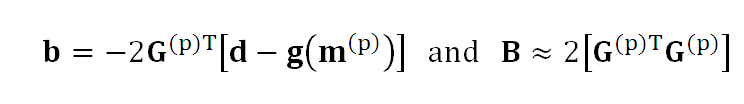 b = −2G⁽ᵖ⁾ᵀ[d − g(m⁽ᵖ⁾)] and B ≈ 2[G⁽ᵖ⁾ᵀG⁽ᵖ⁾]